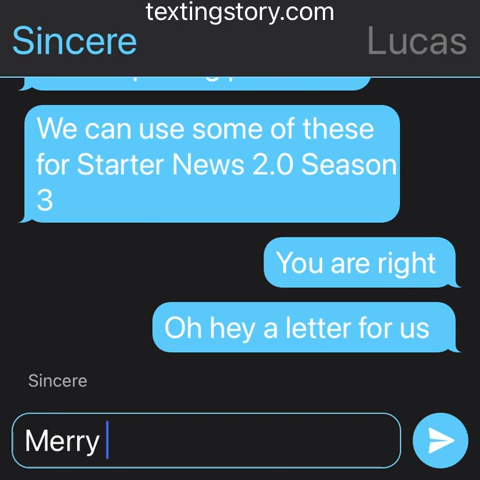 textingstory.com
Sincere
Lucas
We can use some of these
for Starter News 2.0 Season
3
You are right
Oh hey a letter for us
Sincere
Merry